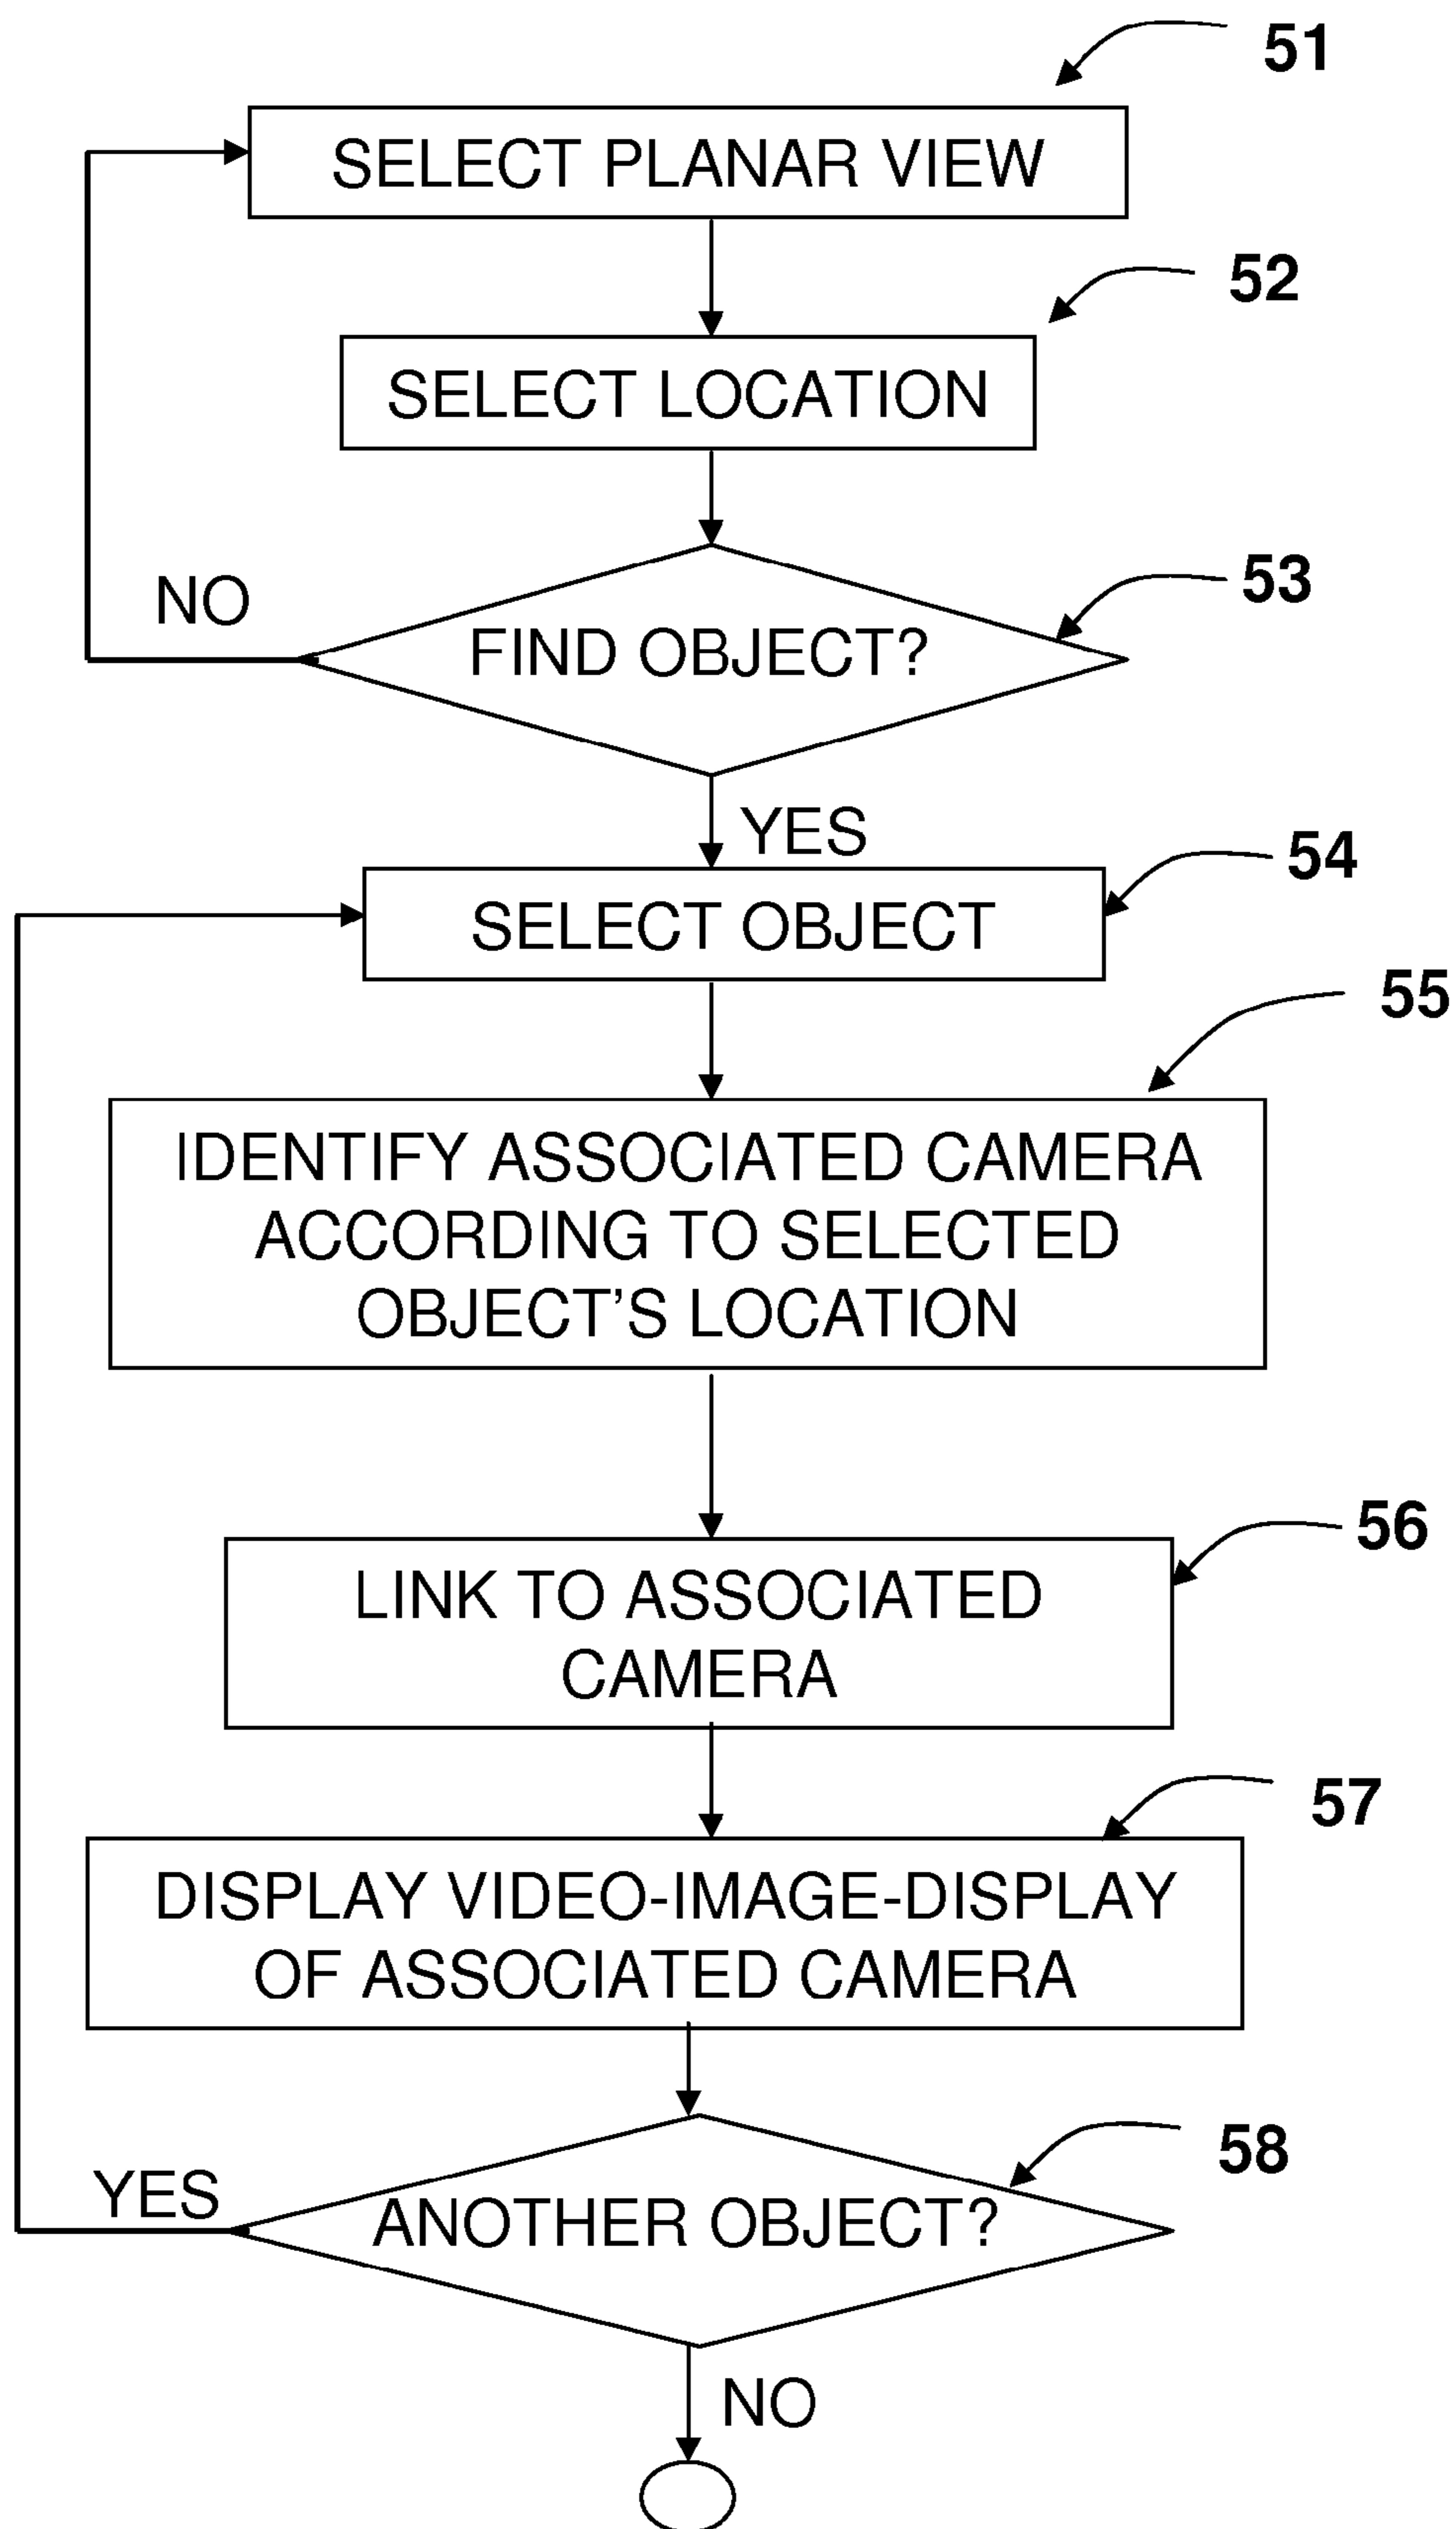 51
SELECT PLANAR VIEW
52
SELECT LOCATION
53
NO
FIND OBJECT?
YES
54
SELECT OBJECT
55
IDENTIFY ASSOCIATED CAMERA
ACCORDING TO SELECTED
OBJECT'S LOCATION
56
LINK TO ASSOCIATED
CAMERA
57
DISPLAY VIDEO-IMAGE-DISPLAY
OF ASSOCIATED CAMERA
58
YES
ANOTHER OBJECT?
NO